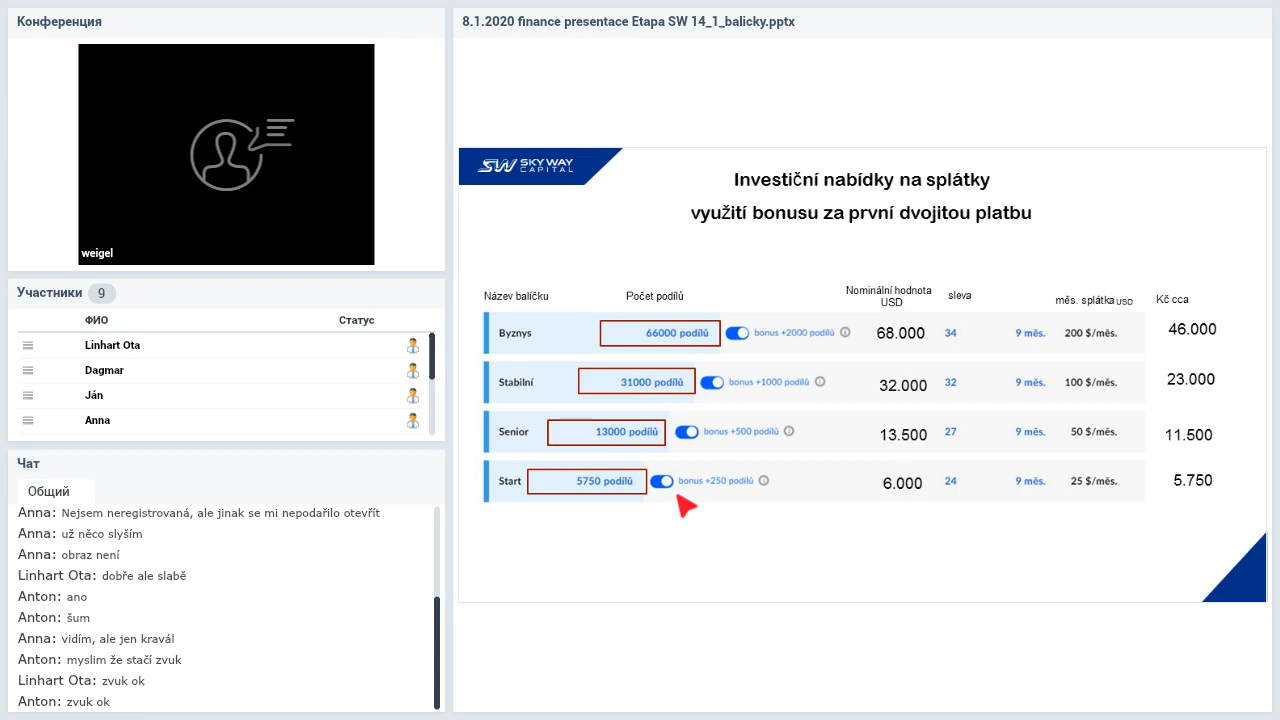 Конференция
weigel
Участники 9
ФИО Статус
Linhart Ota
Dagmar
Ján
Anna
Чат
Общий
Anna: Nejsem neregistrovaná, ale jinak se mi nepodařilo otevřít
Anna: už něco slyším
Anna: obraz není
Linhart Ota: dobře ale slabě
Anton: ano
Anton: šum
Anna: vidím, ale jen kravál
Anton: myslim že stačí zvuk
Linhart Ota: zvuk ok
Anton: zvuk ok
8.1.2020 finance presentace Etapa SW 14_1_balicky.pptx
SW SKY WAY
CAPITAL
Investiční nabídky na splátky
využití bonusu za první dvojitou platbu
Název balíčku Počet podílů Nominální hodnota USD sleva měs. splátka USD Kč cca
Byznys 66000 podílů bonus +2000 podílů 68.000 34 9 měs. 200 $/měs. 46.000
Stabilní 31000 podílů bonus +1000 podílů 32.000 32 9 měs. 100 $/měs. 23.000
Senior 13000 podílů bonus +500 podílů 13.500 27 9 měs. 50 $/měs. 11.500
Start 5750 podílů bonus +250 podílů 6.000 24 9 měs. 25 $/měs. 5.750